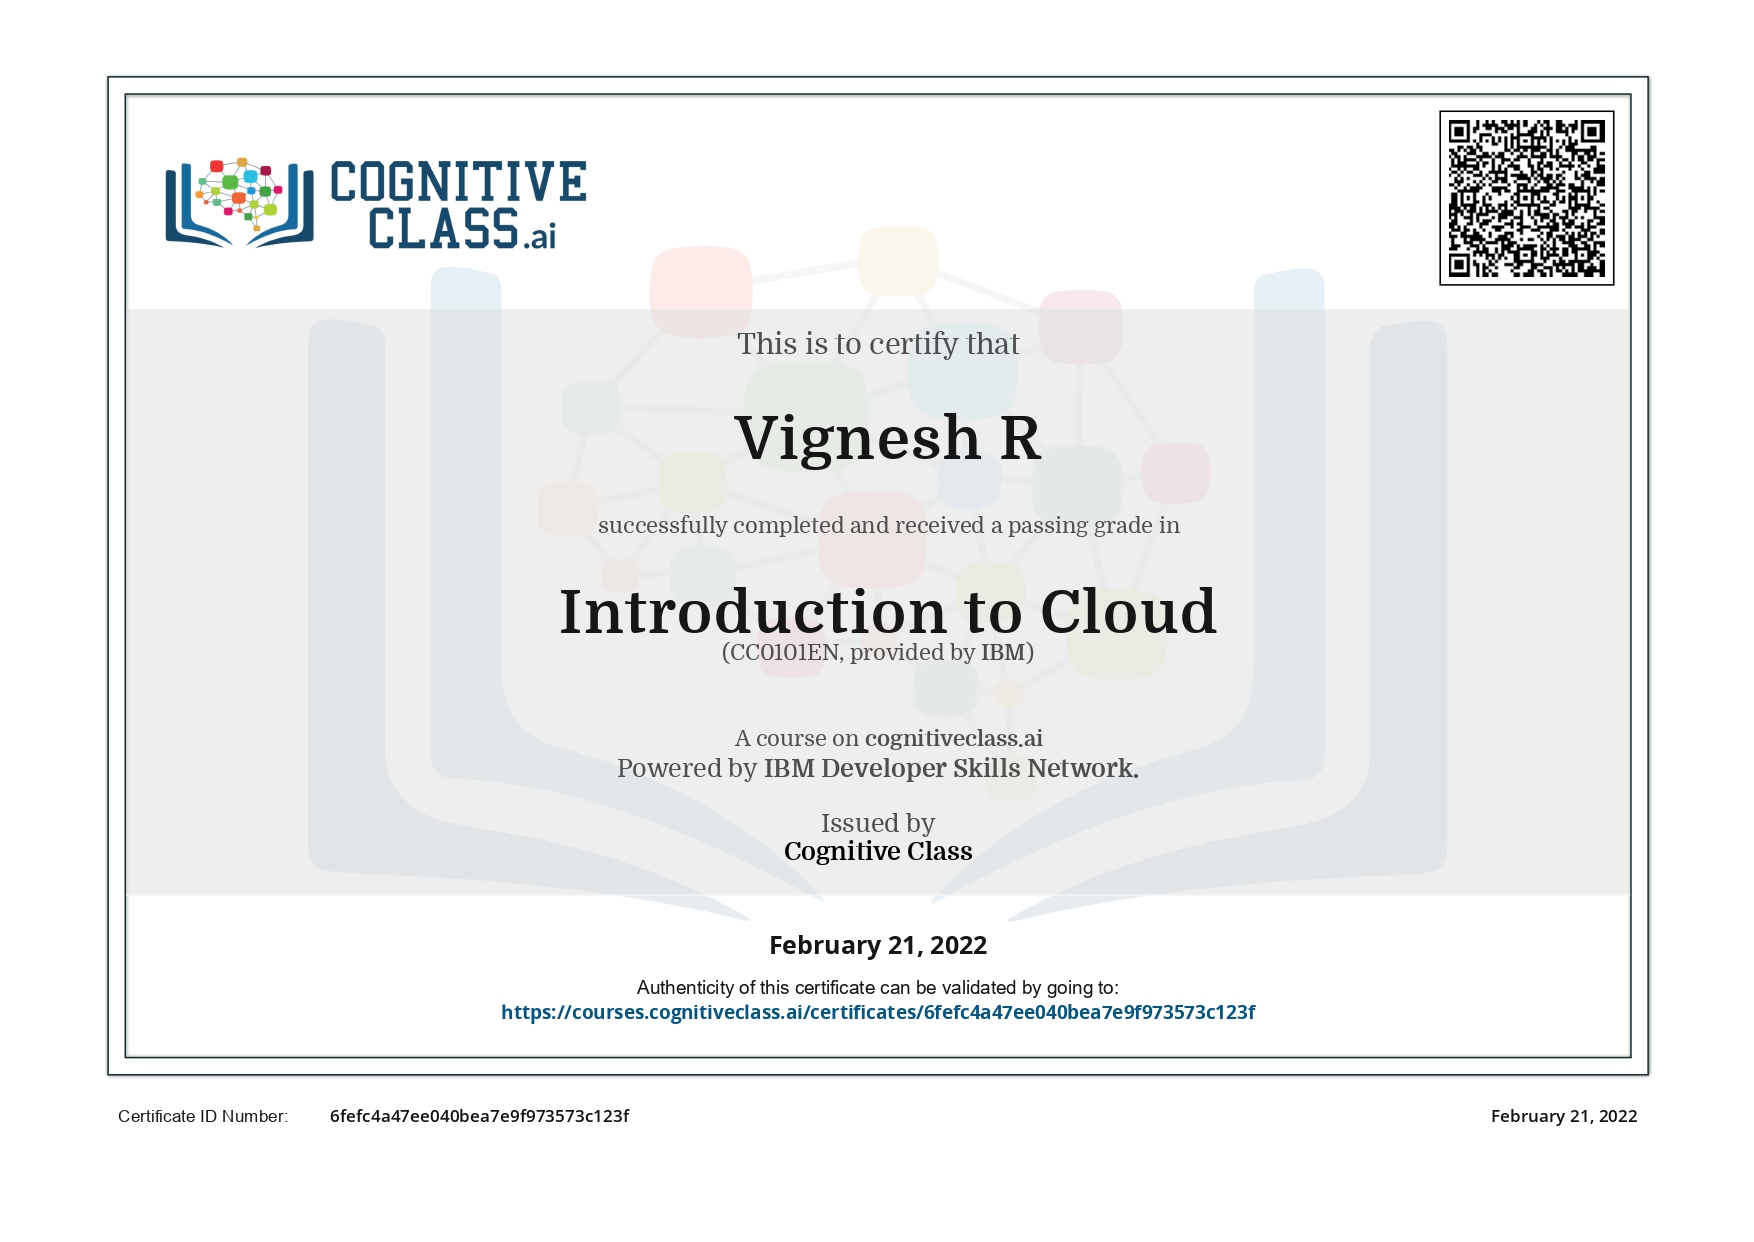 COGNITIVE
CLASS.ai
This is to certify that
Vignesh R
successfully completed and received a passing grade in
Introduction to Cloud
(CC0101EN, provided by IBM)
A course on cognitiveclass.ai
Powered by IBM Developer Skills Network.
Issued by
Cognitive Class
February 21, 2022
Authenticity of this certificate can be validated by going to:
https://courses.cognitiveclass.ai/certificates/6fefc4a47ee040bea7e9f973573c123f
Certificate ID Number: 6fefc4a47ee040bea7e9f973573c123f February 21, 2022